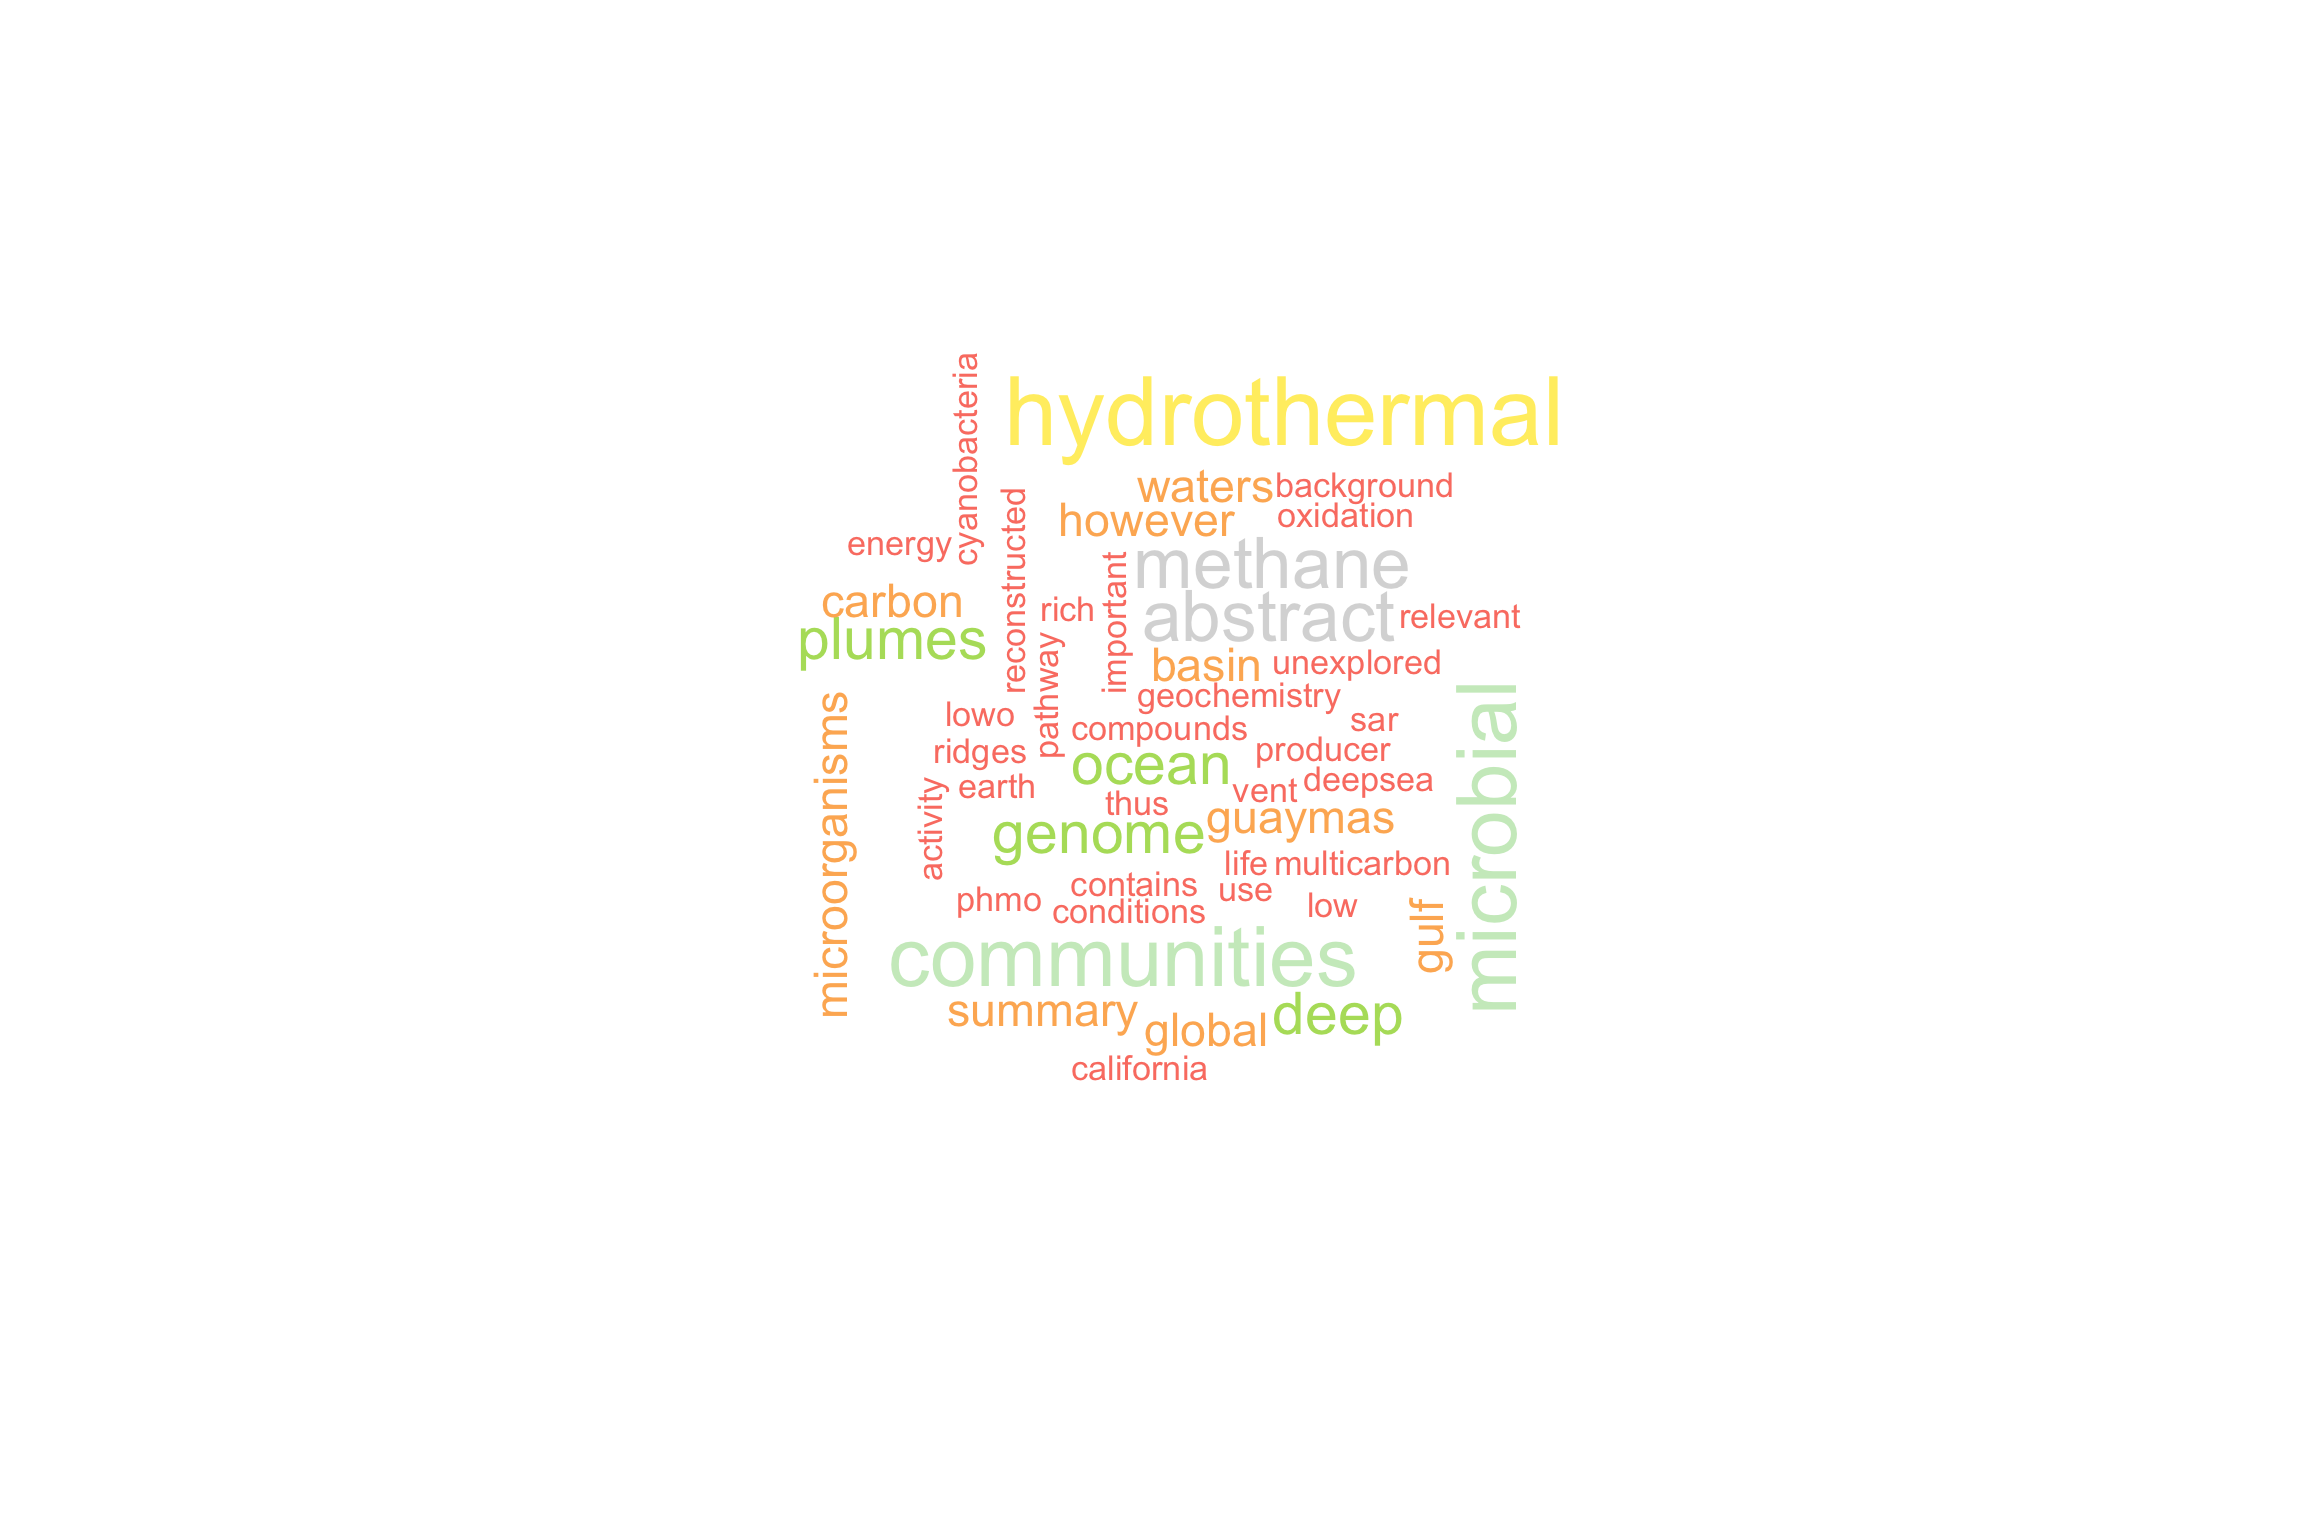 cyanobacteria
hydrothermal
waters
background
reconstructed
however
oxidation
energy
methane
important
carbon
rich
abstract
relevant
plumes
pathway
basin
unexplored
geochemistry
microbial
microorganisms
lowo
compounds
sar
ridges
ocean
producer
earth
vent
deepsea
activity
thus
guaymas
genome
life
multicarbon
phmo
contains
use
conditions
low
gulf
communities
summary
global
deep
california